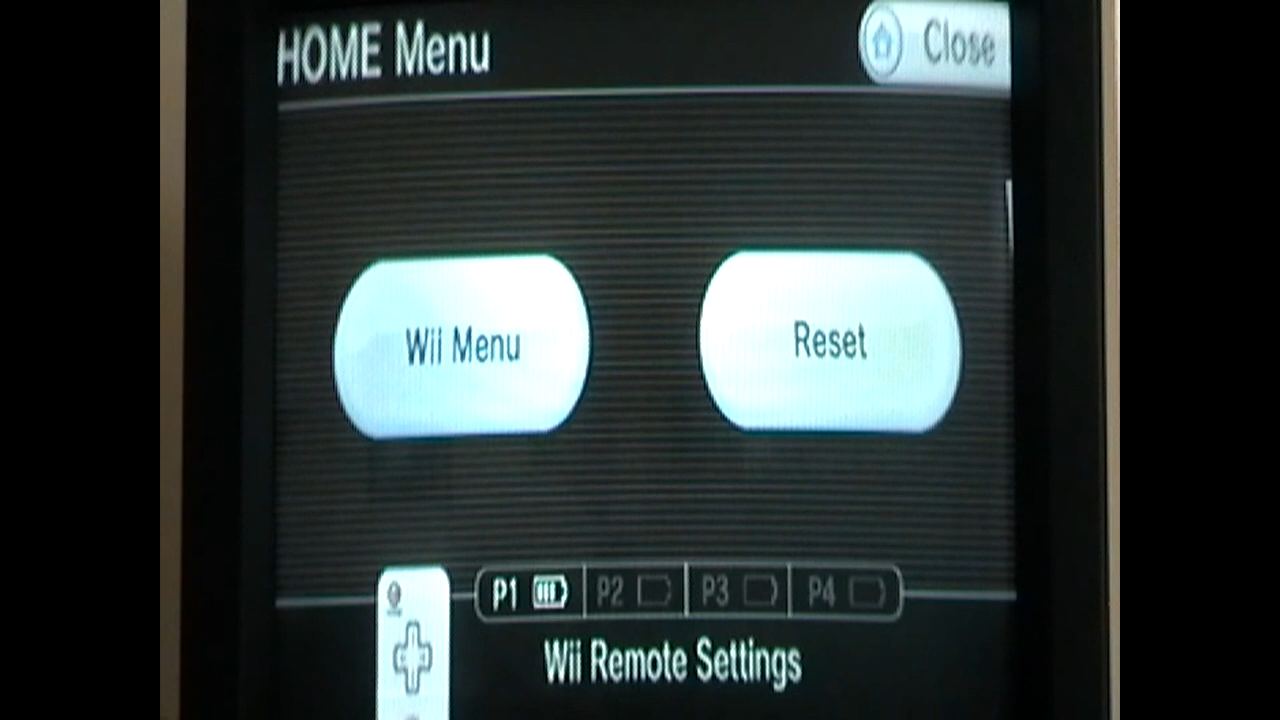 HOME Menu
Close
Wii Menu
Reset
P1 P2 P3 P4
Wii Remote Settings